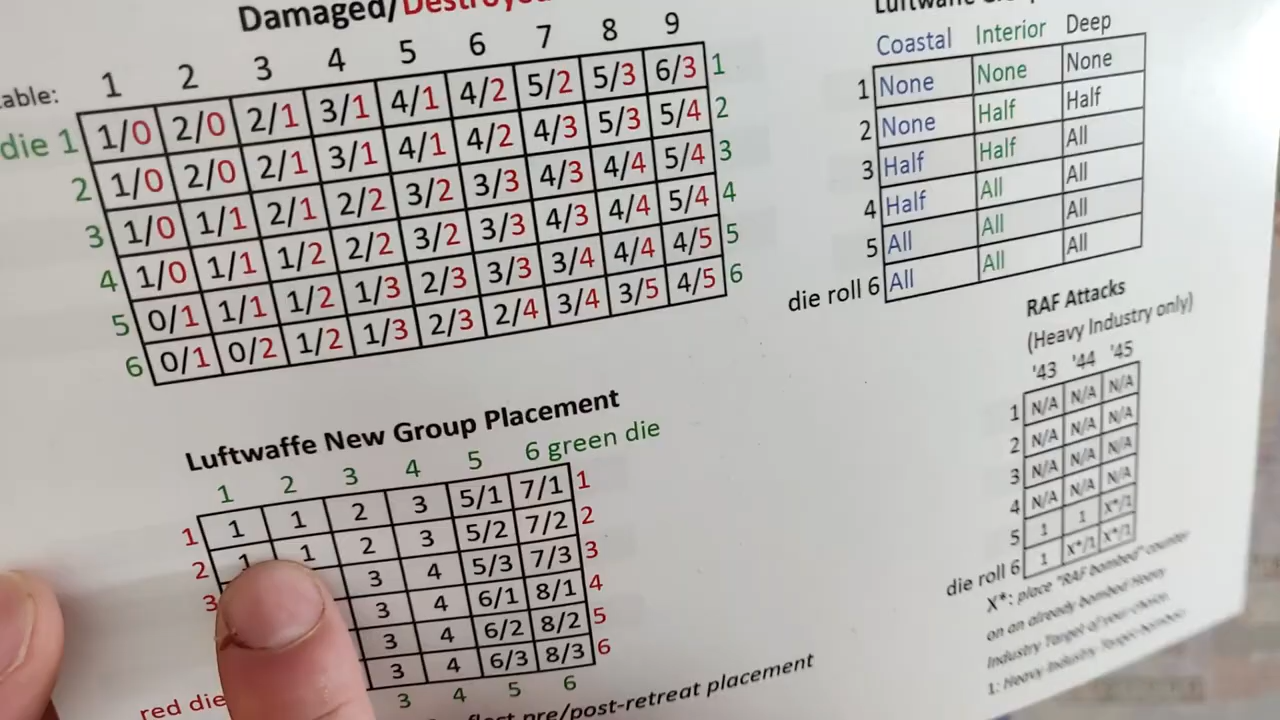 Damaged/Destroyed
1 2 3 4 5 6 7 8 9
die 1 1/0 2/0 2/1 3/1 4/1 4/2 5/2 5/3 6/3 1
2 1/0 2/0 2/1 3/1 4/1 4/2 4/3 5/3 5/4 2
3 1/0 1/1 2/1 2/2 3/2 3/3 4/3 4/4 5/4 3
4 1/0 1/1 1/2 2/2 3/2 3/3 4/3 4/4 5/4 4
5 0/1 1/1 1/2 1/3 2/3 3/3 3/4 4/4 4/5 5
6 0/1 0/2 1/2 1/3 2/3 2/4 3/4 3/5 4/5 6
Luftwaffe New Group Placement
1 2 3 4 5 6 green die
1 1 1 2 3 5/1 7/1 1
2 1 1 2 3 5/2 7/2 2
3 3 4 5/3 7/3 3
3 4 6/1 8/1 4
3 4 6/2 8/2 5
3 4 6/3 8/3 6
red die 3 4 5 6
pre/post-retreat placement
Luftwaffe
Coastal Interior Deep
1 None None None
2 None Half Half
3 Half Half All
4 Half All All
5 All All All
die roll 6 All All All
RAF Attacks
(Heavy Industry only)
'43 '44 '45
1 N/A N/A N/A
2 N/A N/A N/A
3 N/A N/A N/A
4 N/A N/A N/A
5 1 1 X*/1
die roll 6 1 X*/1 X*/1
X*: place "RAF bombed" counter
on an already bombed Heavy
Industry Target of your choice.
1: Heavy Industry Target